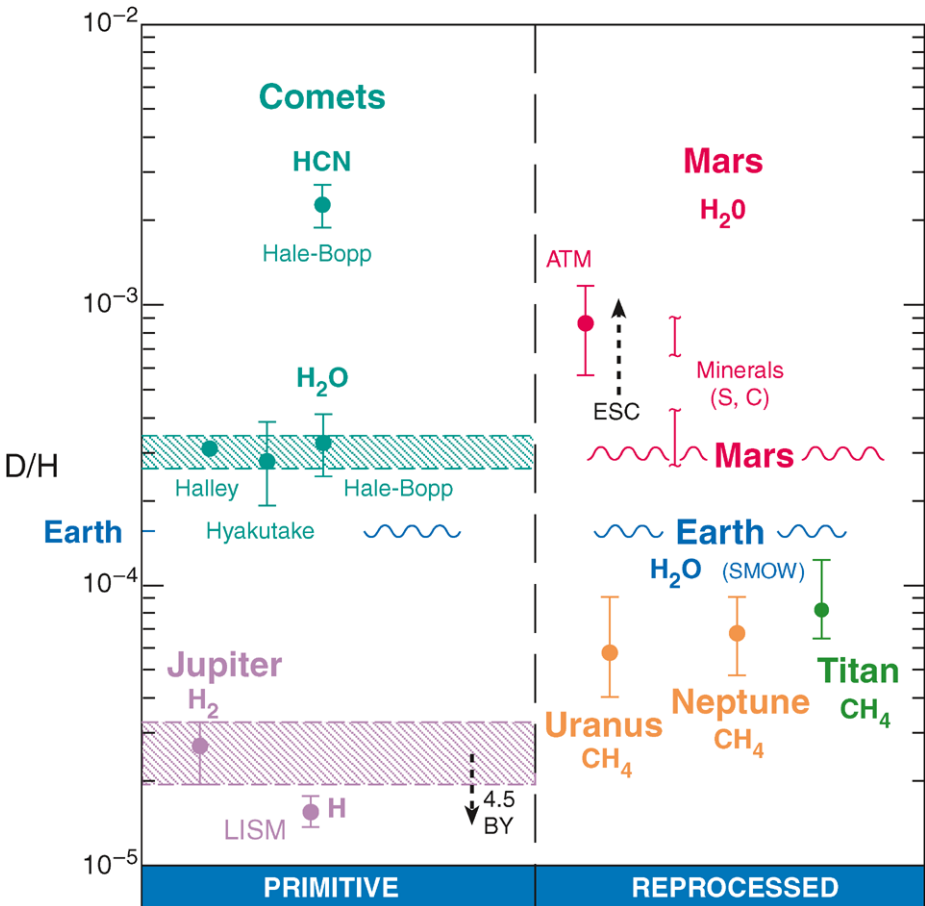 10⁻²
Comets
HCN
Hale-Bopp
Mars
H₂0
ATM
10⁻³
H₂O
Minerals
(S, C)
ESC
D/H
Halley
Hale-Bopp
Mars
Hyakutake
Earth
Earth
H₂O (SMOW)
10⁻⁴
Jupiter
H₂
Titan
CH₄
Neptune
CH₄
Uranus
CH₄
4.5
BY
H
LISM
10⁻⁵
PRIMITIVE
REPROCESSED